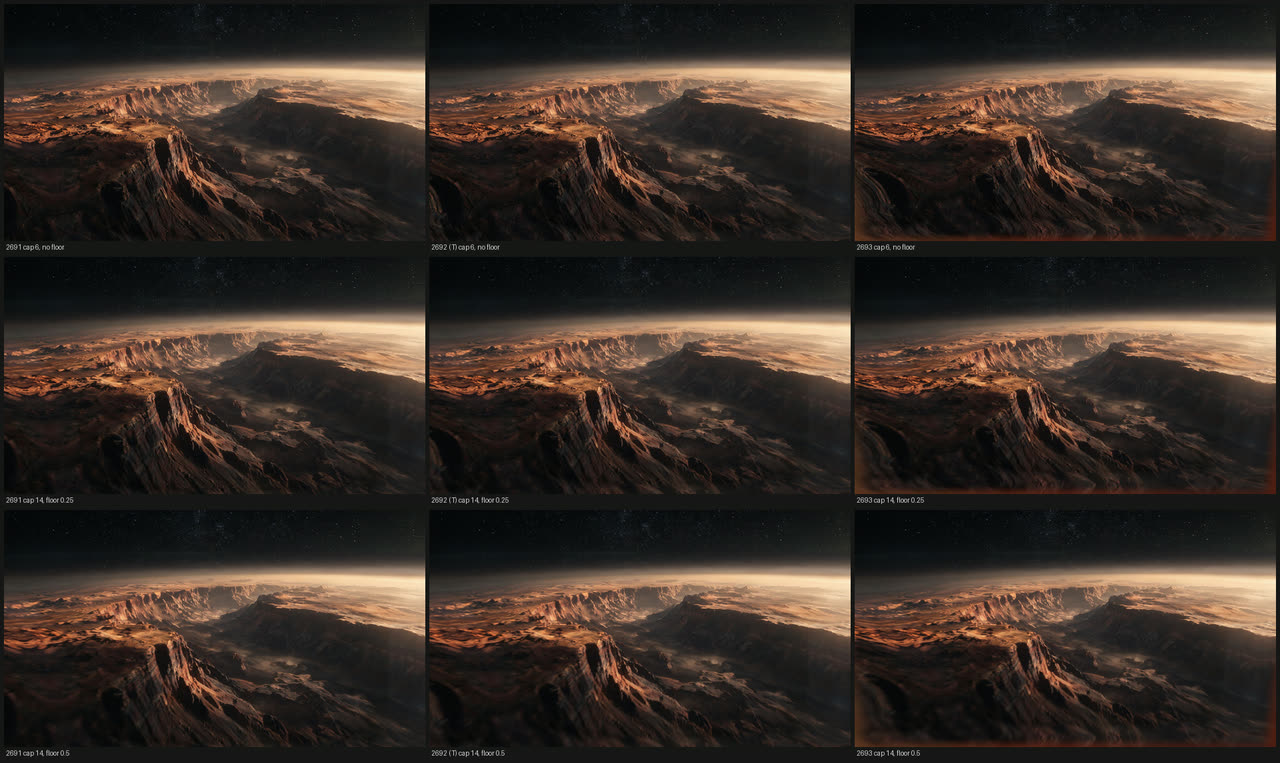 2691 cap 6, no floor
2692 (T) cap 6, no floor
2693 cap 6, no floor
2691 cap 14, floor 0.25
2692 (T) cap 14, floor 0.25
2693 cap 14, floor 0.25
2691 cap 14, floor 0.5
2692 (T) cap 14, floor 0.5
2693 cap 14, floor 0.5